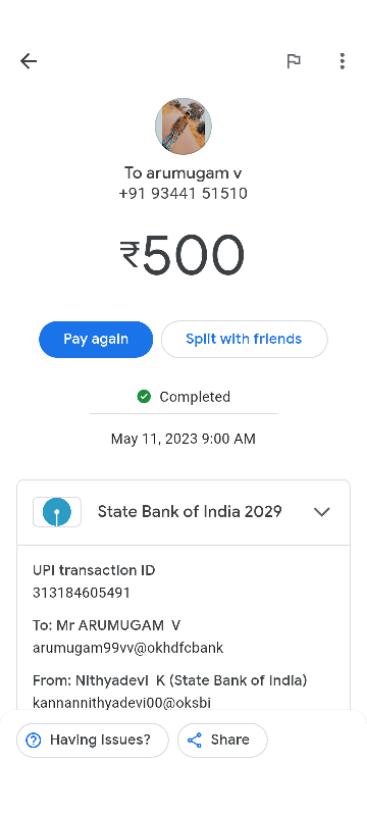 To arumugam v
+91 93441 51510
₹500
Pay again
Split with friends
Completed
May 11, 2023 9:00 AM
State Bank of India 2029
UPI transaction ID
313184605491
To: Mr ARUMUGAM V
arumugam99vv@okhdfcbank
From: Nithyadevi K (State Bank of India)
kannannithyadevi00@oksbi
Having issues?
Share